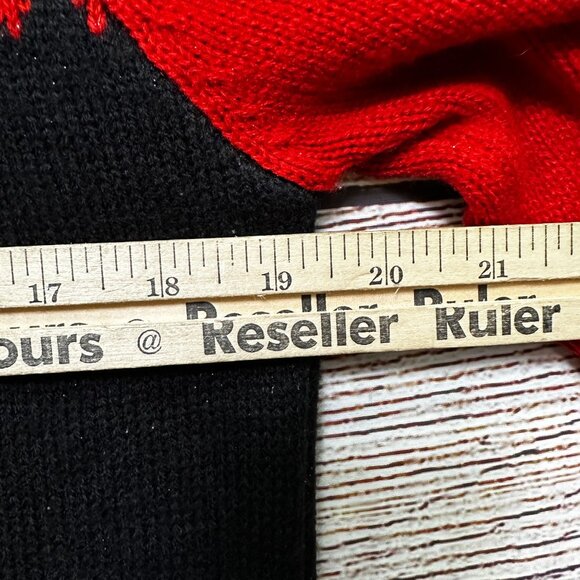 17 18 19 20 21
Reseller Ruler
ours @ Reseller Ruler